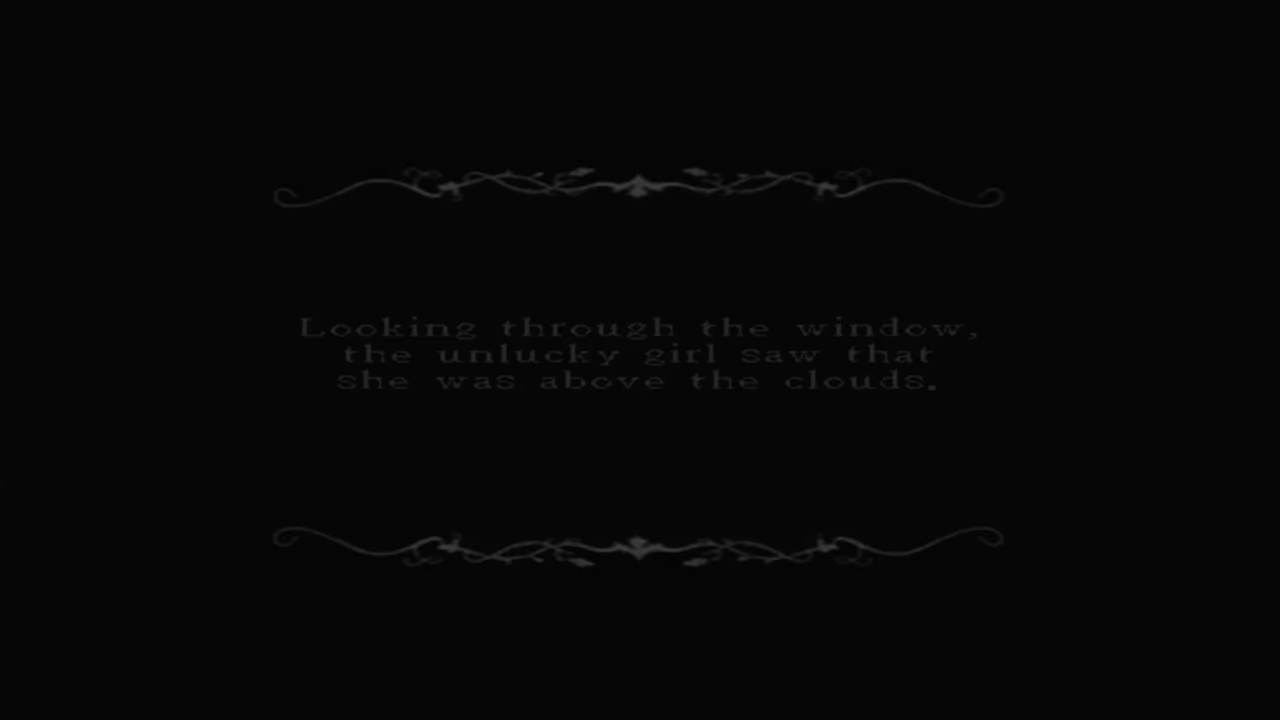 Looking through the window,
the unlucky girl saw that
she was above the clouds.